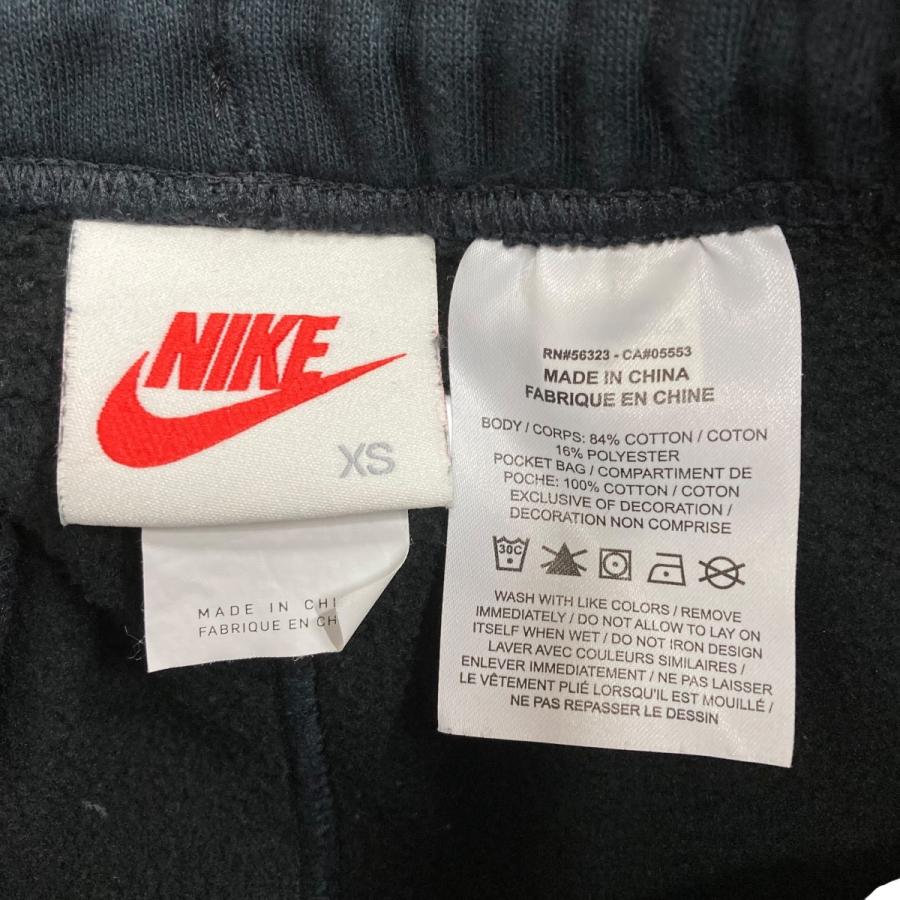 NIKE
XS
MADE IN CHI
FABRIQUE EN CH
RN#56323 - CA#05553
MADE IN CHINA
FABRIQUE EN CHINE
BODY / CORPS: 84% COTTON / COTON
16% POLYESTER
POCKET BAG / COMPARTIMENT DE
POCHE: 100% COTTON / COTON
EXCLUSIVE OF DECORATION /
DECORATION NON COMPRISE
30C
WASH WITH LIKE COLORS / REMOVE
IMMEDIATELY / DO NOT ALLOW TO LAY ON
ITSELF WHEN WET / DO NOT IRON DESIGN
LAVER AVEC COULEURS SIMILAIRES /
ENLEVER IMMEDIATEMENT / NE PAS LAISSER
LE VÊTEMENT PLIÉ LORSQU'IL EST MOUILLÉ /
NE PAS REPASSER LE DESSIN